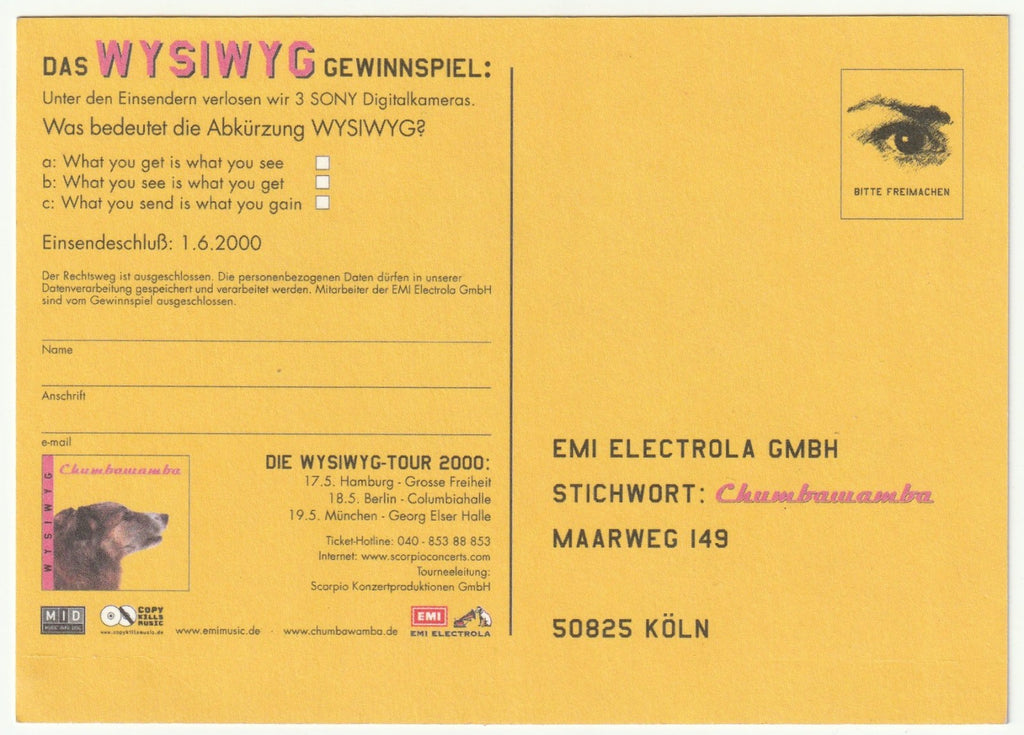 DAS WYSIWYG GEWINNSPIEL:
Unter den Einsendern verlosen wir 3 SONY Digitalkameras.
Was bedeutet die Abkürzung WYSIWYG?
a: What you get is what you see
b: What you see is what you get
c: What you send is what you gain
Einsendeschluß: 1.6.2000
Der Rechtsweg ist ausgeschlossen. Die personenbezogenen Daten dürfen in unserer
Datenverarbeitung gespeichert und verarbeitet werden. Mitarbeiter der EMI Electrola GmbH
sind vom Gewinnspiel ausgeschlossen.
Name
Anschrift
e-mail
WYSIWYG
Chumbawamba
DIE WYSIWYG-TOUR 2000:
17.5. Hamburg - Grosse Freiheit
18.5. Berlin - Columbiahalle
19.5. München - Georg Elser Halle
Ticket-Hotline: 040 - 853 88 853
Internet: www.scorpioconcerts.com
Tourneeleitung:
Scorpio Konzertproduktionen GmbH
MID
COPY
KILLS
MUSIC
www.copykillsmusic.de
www.emimusic.de · www.chumbawamba.de
EMI
EMI ELECTROLA
BITTE FREIMACHEN
EMI ELECTROLA GMBH
STICHWORT: Chumbawamba
MAARWEG 149
50825 KÖLN